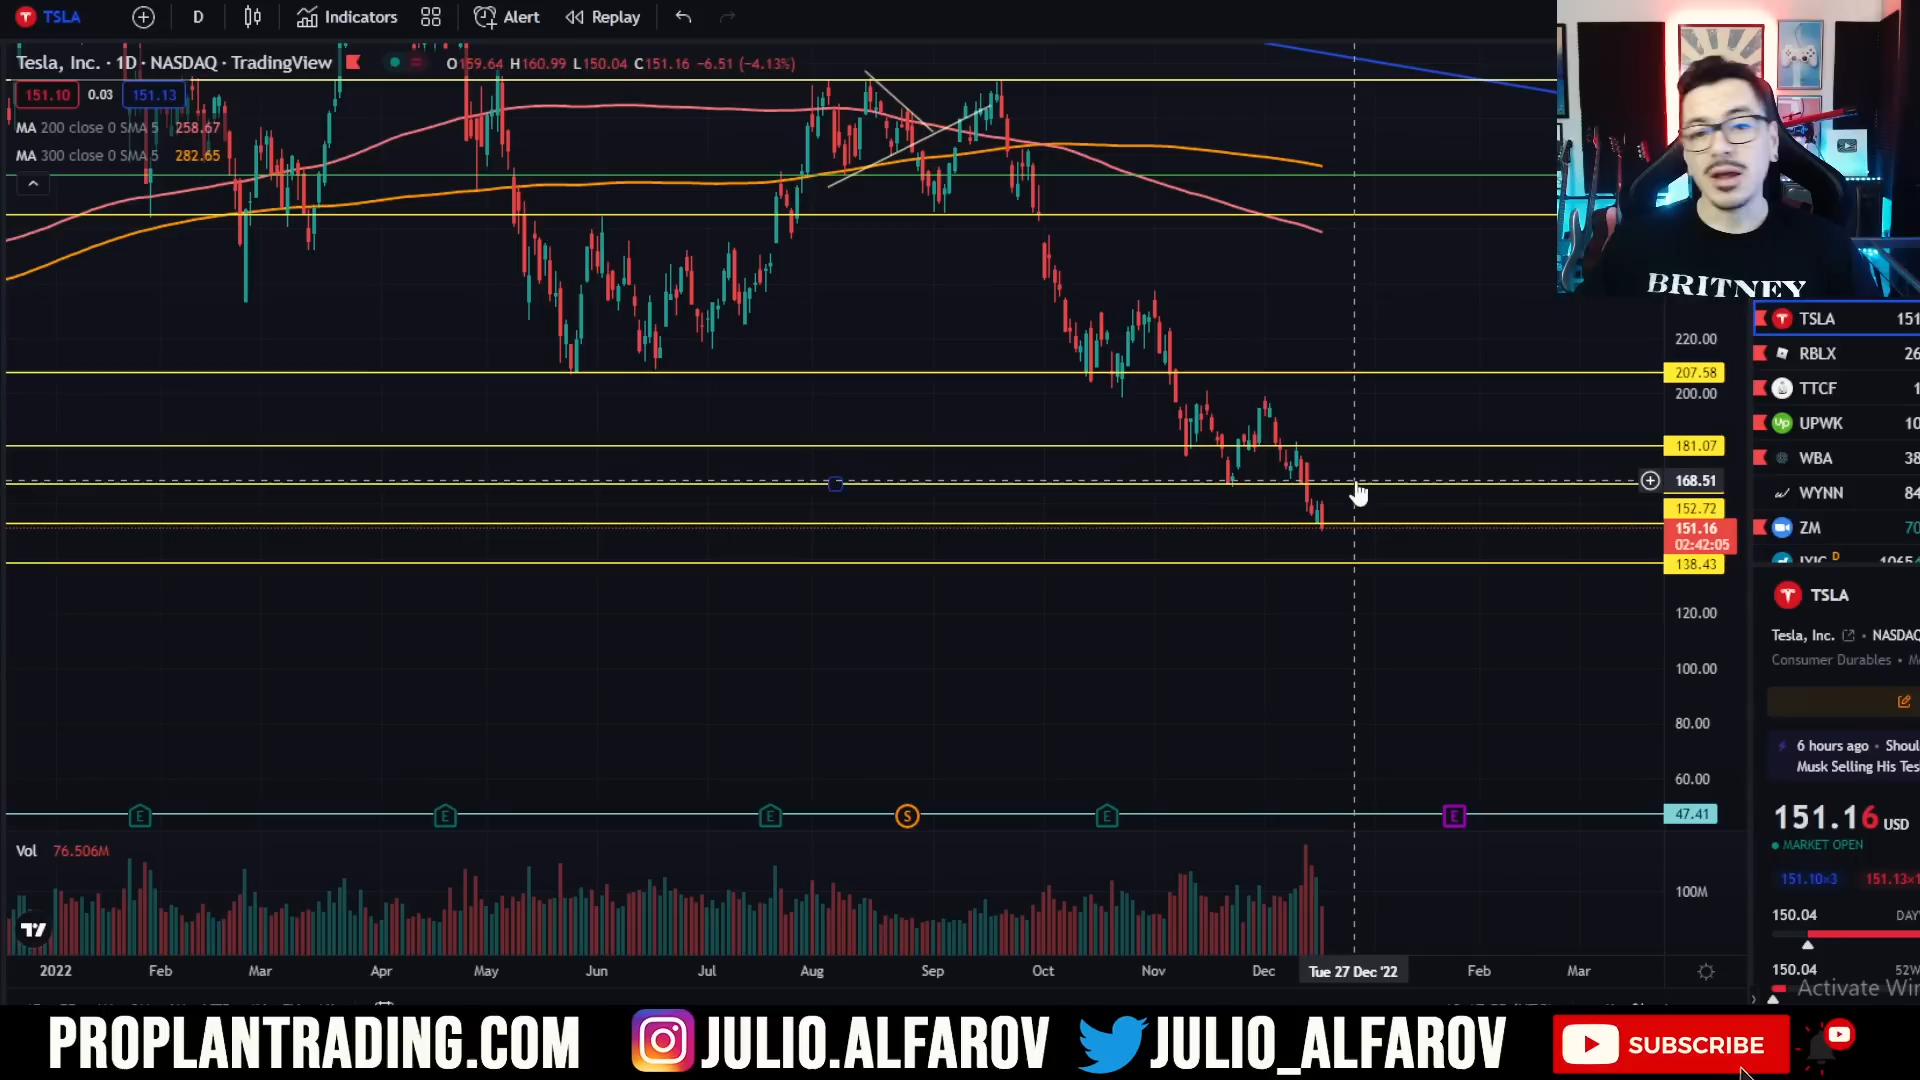 TSLA
D
Indicators
Alert
Replay
Tesla, Inc. · 1D · NASDAQ · TradingView
O159.64 H160.99 L150.04 C151.16 −6.51 (−4.13%)
151.10 0.03 151.13
MA 200 close 0 SMA 5 258.67
MA 300 close 0 SMA 5 282.65
BRITNEY
220.00
207.58
200.00
181.07
168.51
152.72
151.16
02:42:05
138.43
120.00
100.00
80.00
60.00
47.41
E E E S E E
Vol 76.506M
100M
2022 Feb Mar Apr May Jun Jul Aug Sep Oct Nov Dec Tue 27 Dec '22 Feb Mar
TSLA 151
RBLX 26
TTCF 1
UPWK 10
WBA 38
WYNN 84
ZM 70
TSLA
Tesla, Inc. · NASDAQ
Consumer Durables
6 hours ago · Shoul
Musk Selling His Tes
151.16 USD
MARKET OPEN
151.10×3 151.13×1
150.04 DAY
150.04 52W
Activate Win
PROPLANTRADING.COM
JULIO.ALFAROV
JULIO_ALFAROV
SUBSCRIBE